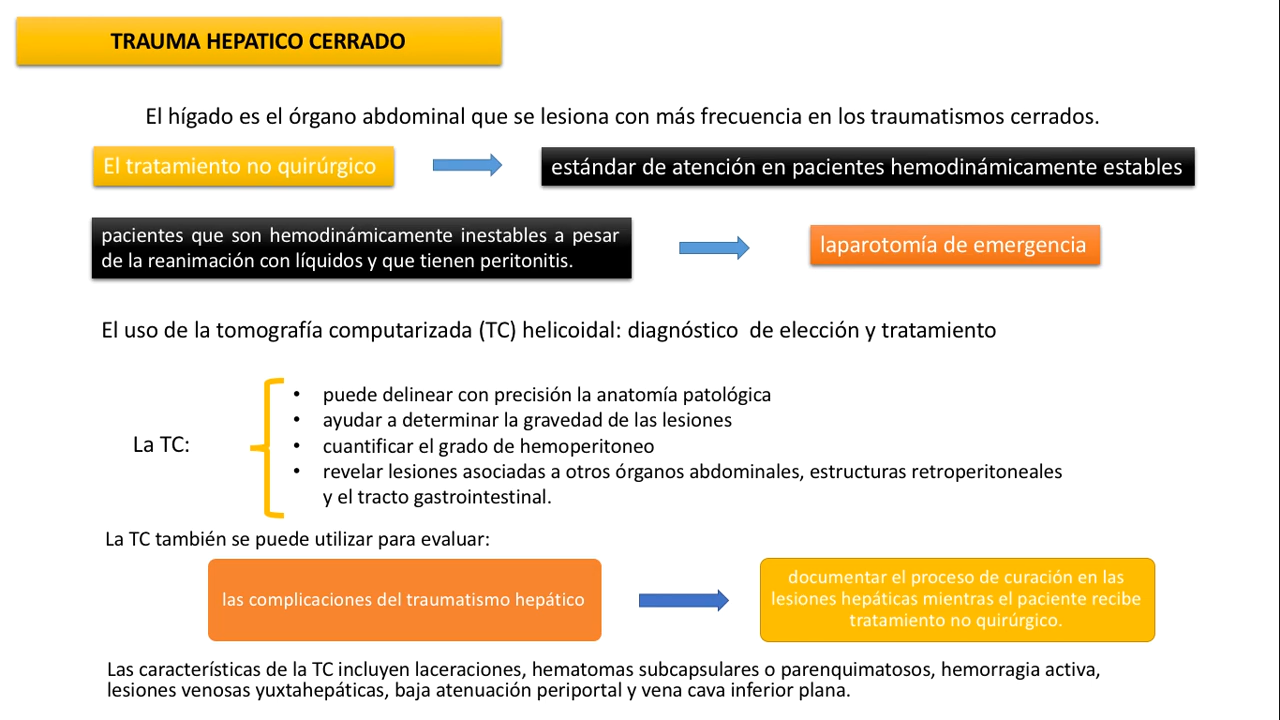 TRAUMA HEPATICO CERRADO
El hígado es el órgano abdominal que se lesiona con más frecuencia en los traumatismos cerrados.
El tratamiento no quirúrgico
estándar de atención en pacientes hemodinámicamente estables
pacientes que son hemodinámicamente inestables a pesar
de la reanimación con líquidos y que tienen peritonitis.
laparotomía de emergencia
El uso de la tomografía computarizada (TC) helicoidal: diagnóstico de elección y tratamiento
La TC:
• puede delinear con precisión la anatomía patológica
• ayudar a determinar la gravedad de las lesiones
• cuantificar el grado de hemoperitoneo
• revelar lesiones asociadas a otros órganos abdominales, estructuras retroperitoneales
y el tracto gastrointestinal.
La TC también se puede utilizar para evaluar:
las complicaciones del traumatismo hepático
documentar el proceso de curación en las
lesiones hepáticas mientras el paciente recibe
tratamiento no quirúrgico.
Las características de la TC incluyen laceraciones, hematomas subcapsulares o parenquimatosos, hemorragia activa,
lesiones venosas yuxtahepáticas, baja atenuación periportal y vena cava inferior plana.